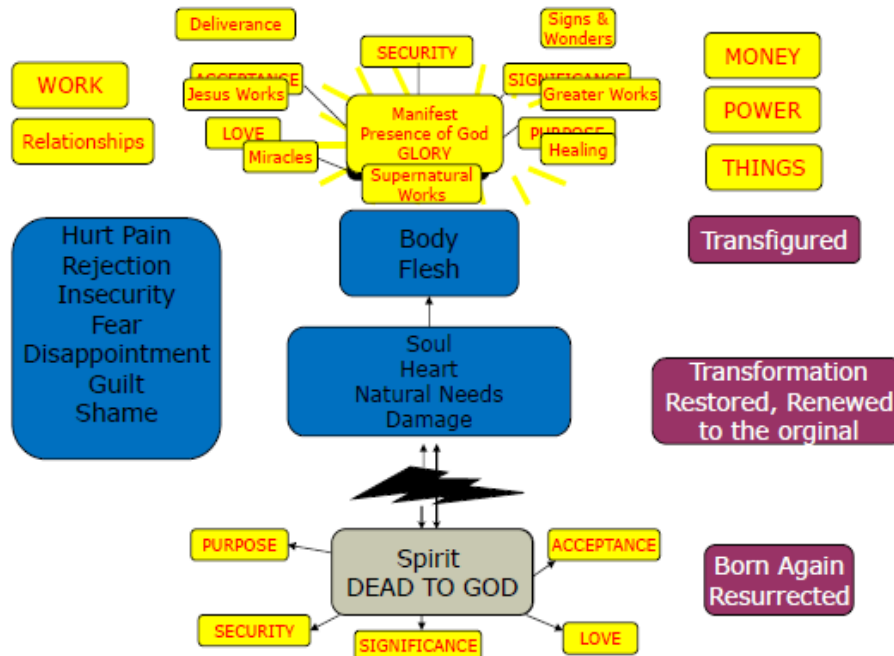 Deliverance
Signs &
Wonders
SECURITY
MONEY
WORK
ACCEPTANCE
SIGNIFICANCE
Jesus Works
Greater Works
Manifest
Presence of God
GLORY
POWER
Relationships
LOVE
PURPOSE
Miracles
Healing
Supernatural
Works
THINGS
Hurt Pain
Rejection
Insecurity
Fear
Disappointment
Guilt
Shame
Body
Flesh
Transfigured
Soul
Heart
Natural Needs
Damage
Transformation
Restored, Renewed
to the orginal
PURPOSE
Spirit
DEAD TO GOD
ACCEPTANCE
Born Again
Resurrected
SECURITY
SIGNIFICANCE
LOVE